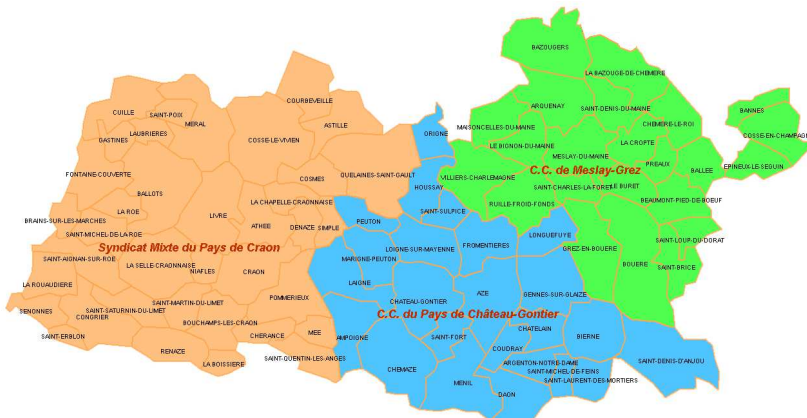 BAZOUGERS
LA BAZOUGE-DE-CHEMERE
COURBEVEILLE
CUILLE
SAINT-POIX
MERAL
ARQUENAY
SAINT-DENIS-DU-MAINE
BANNES
ASTILLE
ORIGNE
MAISONCELLES-DU-MAINE
CHEMERE-LE-ROI
LAUBRIERES
COSSE-EN-CHAMPAGNE
GASTINES
COSSE-LE-VIVIEN
LE BIGNON-DU-MAINE
LA CROPTE
MESLAY-DU-MAINE
PREAUX
EPINEUX-LE-SEGUIN
C.C. de Meslay-Grez
BALLEE
FONTAINE-COUVERTE
COSMES
QUELAINES-SAINT-GAULT
VILLIERS-CHARLEMAGNE
HOUSSAY
SAINT-CHARLES-LA-FORET
LE BURET
BALLOTS
BEAUMONT-PIED-DE-BOEUF
LA CHAPELLE-CRAONNAISE
RUILLE-FROID-FONDS
LA ROE
LIVRE
SAINT-SULPICE
BRAINS-SUR-LES-MARCHES
PEUTON
ATHEE
DENAZE
SIMPLE
SAINT-MICHEL-DE-LA-ROE
LONGUEFUYE
SAINT-LOUP-DU-DORAT
Syndicat Mixte du Pays de Craon
LOIGNE-SUR-MAYENNE
FROMENTIERES
GREZ-EN-BOUERE
SAINT-AIGNAN-SUR-ROE
LA SELLE-CRAONNAISE
NIAFLES
CRAON
MARIGNE-PEUTON
BOUERE
SAINT-BRICE
LA ROUAUDIERE
LAIGNE
AZE
GENNES-SUR-GLAIZE
POMMERIEUX
CHATEAU-GONTIER
SAINT-MARTIN-DU-LIMET
SENONNES
SAINT-SATURNIN-DU-LIMET
CONGRIER
C.C. du Pays de Château-Gontier
BOUCHAMPS-LES-CRAON
CHATELAIN
SAINT-ERBLON
CHERANCE
MEE
AMPOIGNE
SAINT-FORT
BIERNE
RENAZE
COUDRAY
SAINT-QUENTIN-LES-ANGES
LA BOISSIERE
ARGENTON-NOTRE-DAME
SAINT-DENIS-D'ANJOU
CHEMAZE
SAINT-MICHEL-DE-FEINS
SAINT-LAURENT-DES-MORTIERS
MENIL
DAON